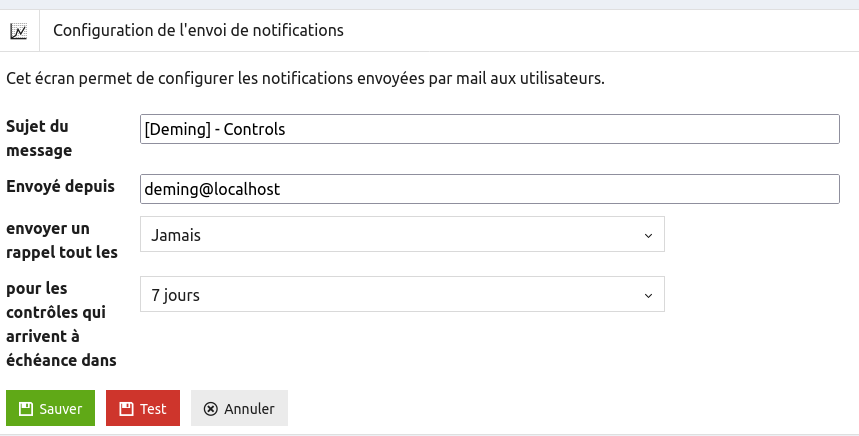 Configuration de l'envoi de notifications
Cet écran permet de configurer les notifications envoyées par mail aux utilisateurs.
Sujet du
message
[Deming] - Controls
Envoyé depuis
deming@localhost
envoyer un
rappel tout les
Jamais
pour les
contrôles qui
arrivent à
échéance dans
7 jours
Sauver
Test
Annuler